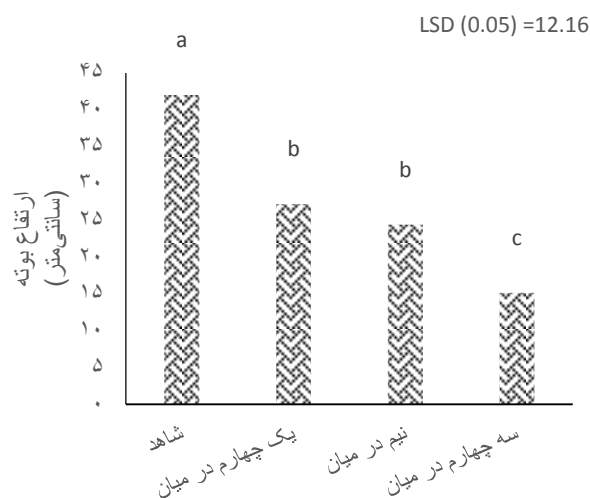 LSD (0.05) =12.16
a
b
b
c
۴۵
۴۰
۳۵
۳۰
۲۵
۲۰
۱۵
۱۰
۵
۰
ارتفاع بوته
(سانتی‌متر)
شاهد
یک چهارم در میان
نیم در میان
سه چهارم در میان